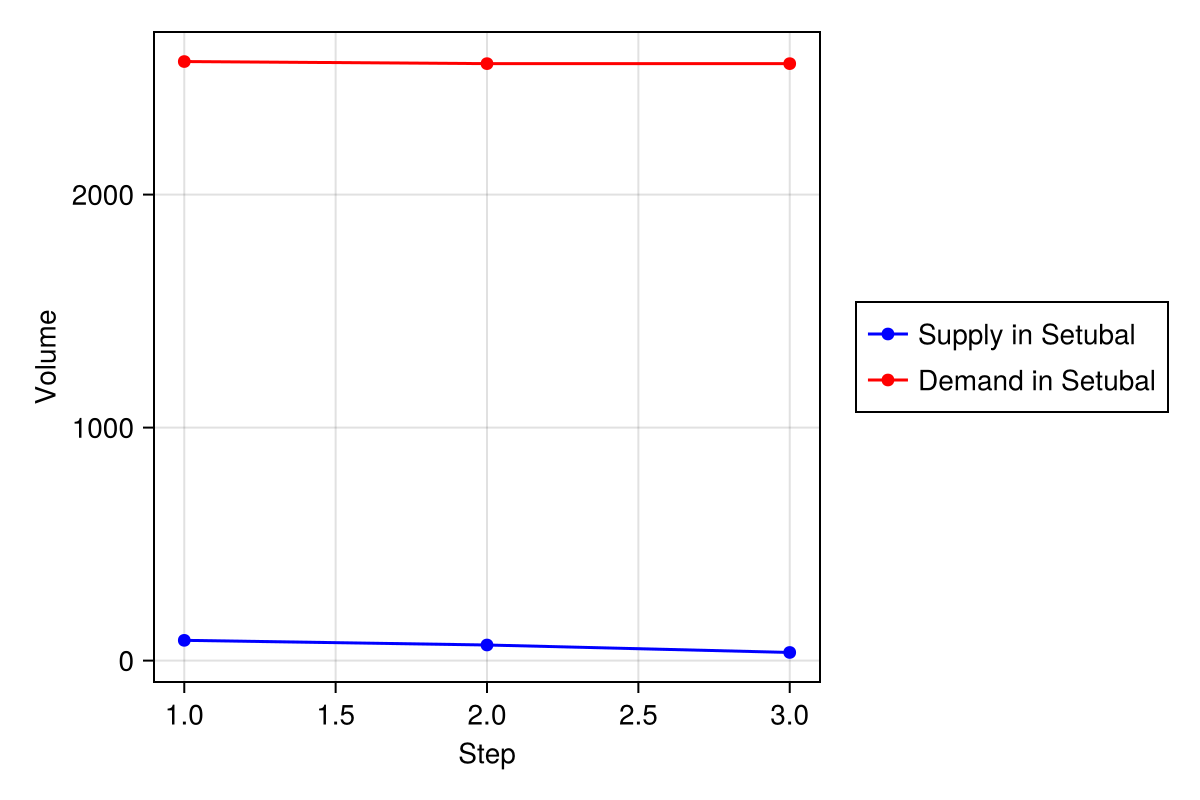 2000
1000
0
Volume
1.0 1.5 2.0 2.5 3.0
Step
Supply in Setubal
Demand in Setubal